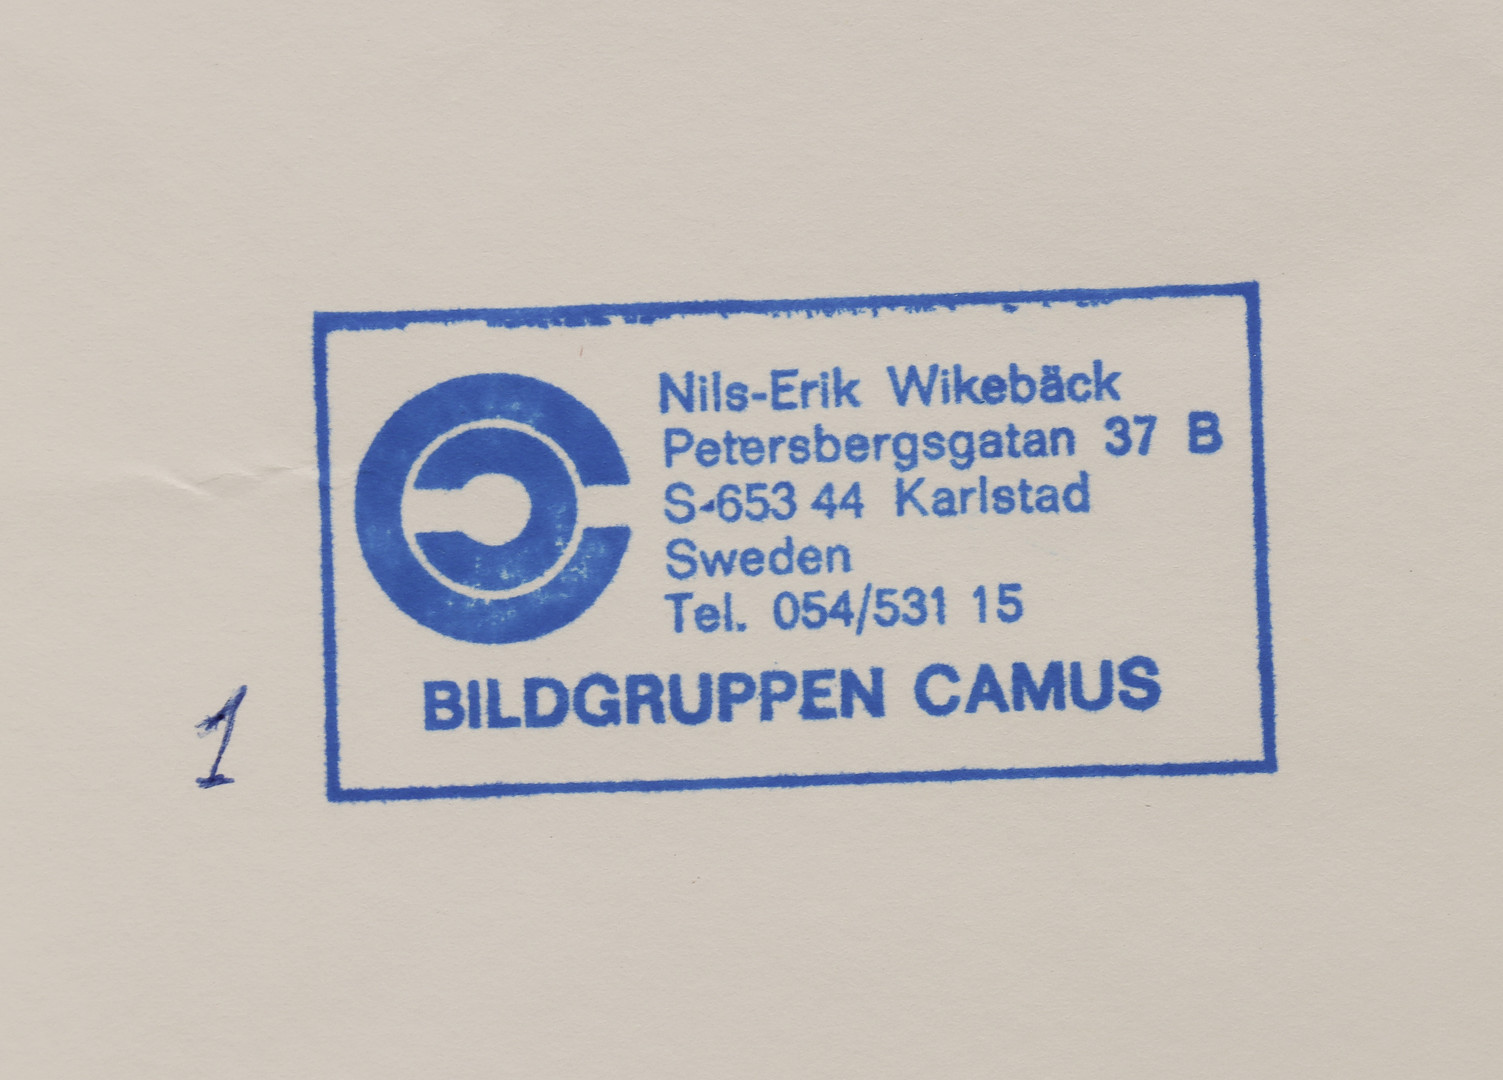 Nils-Erik Wikebäck
Petersbergsgatan 37 B
S-653 44 Karlstad
Sweden
Tel. 054/531 15
BILDGRUPPEN CAMUS
1